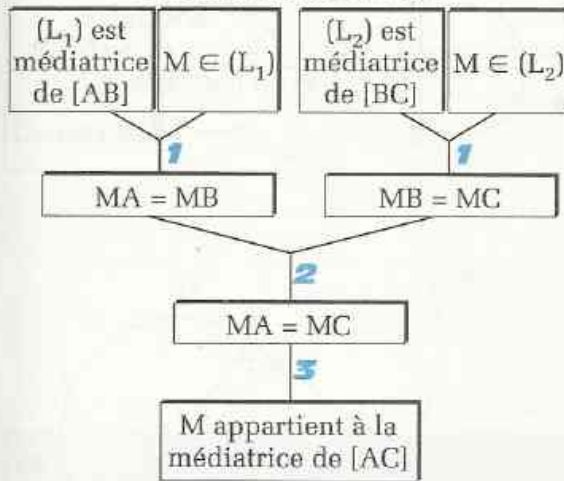 (L₁) est
médiatrice
de [AB]
M ∈ (L₁)
(L₂) est
médiatrice
de [BC]
M ∈ (L₂)
1
1
MA = MB
MB = MC
2
MA = MC
3
M appartient à la
médiatrice de [AC]